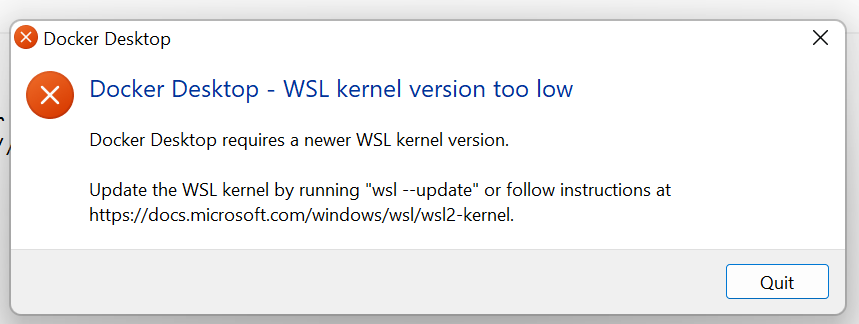 Docker Desktop
Docker Desktop - WSL kernel version too low
Docker Desktop requires a newer WSL kernel version.
Update the WSL kernel by running "wsl --update" or follow instructions at
https://docs.microsoft.com/windows/wsl/wsl2-kernel.
Quit